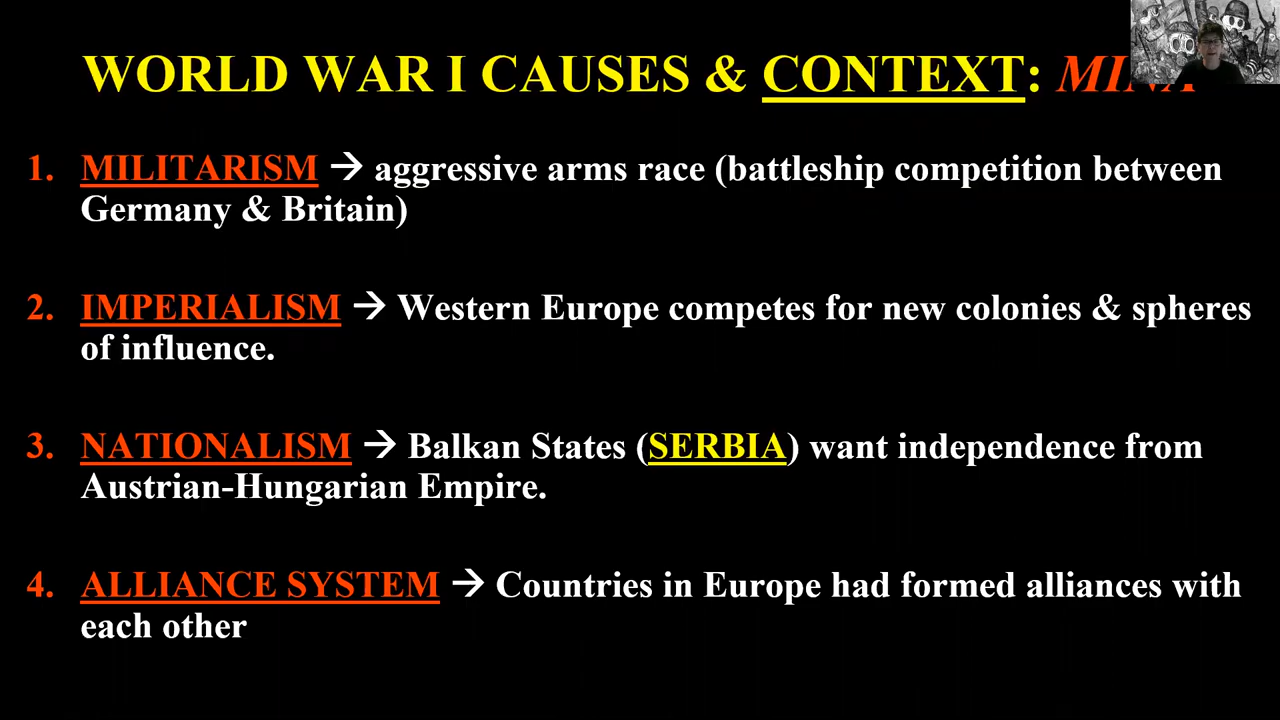 WORLD WAR I CAUSES & CONTEXT: MINA
1. MILITARISM → aggressive arms race (battleship competition between
Germany & Britain)
2. IMPERIALISM → Western Europe competes for new colonies & spheres
of influence.
3. NATIONALISM → Balkan States (SERBIA) want independence from
Austrian-Hungarian Empire.
4. ALLIANCE SYSTEM → Countries in Europe had formed alliances with
each other